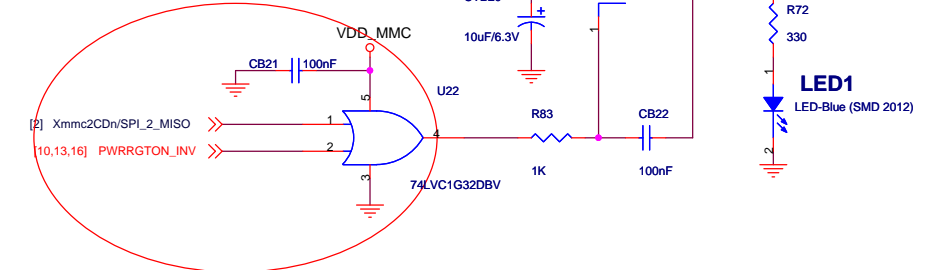 R72
330
10uF/6.3V
1
VDD_MMC
CB21 100nF
5
U22
1
LED1
LED-Blue (SMD 2012)
[2] Xmmc2CDn/SPI_2_MISO
1
R83
CB22
4
[10,13,16] PWRRGTON_INV
2
2
3
1K
100nF
74LVC1G32DBV